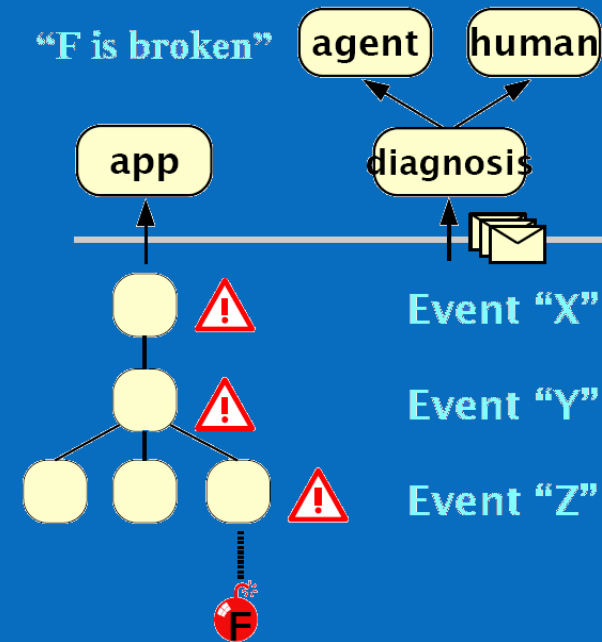 “F is broken”
agent
human
app
diagnosis
Event “X”
Event “Y”
Event “Z”
F